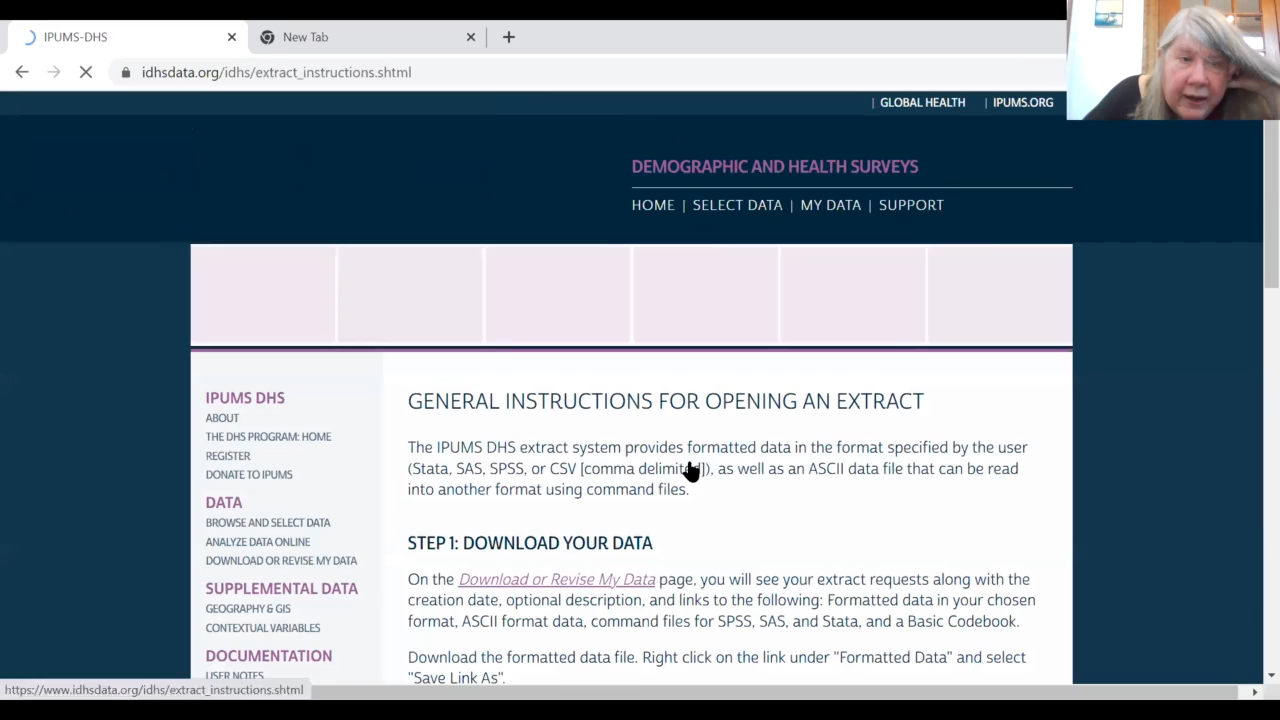 IPUMS-DHS
New Tab
idhsdata.org/idhs/extract_instructions.shtml
| GLOBAL HEALTH | IPUMS.ORG
DEMOGRAPHIC AND HEALTH SURVEYS
HOME | SELECT DATA | MY DATA | SUPPORT
IPUMS DHS
ABOUT
THE DHS PROGRAM: HOME
REGISTER
DONATE TO IPUMS
DATA
BROWSE AND SELECT DATA
ANALYZE DATA ONLINE
DOWNLOAD OR REVISE MY DATA
SUPPLEMENTAL DATA
GEOGRAPHY & GIS
CONTEXTUAL VARIABLES
DOCUMENTATION
USER NOTES
GENERAL INSTRUCTIONS FOR OPENING AN EXTRACT
The IPUMS DHS extract system provides formatted data in the format specified by the user
(Stata, SAS, SPSS, or CSV [comma delimited]), as well as an ASCII data file that can be read
into another format using command files.
STEP 1: DOWNLOAD YOUR DATA
On the Download or Revise My Data page, you will see your extract requests along with the
creation date, optional description, and links to the following: Formatted data in your chosen
format, ASCII format data, command files for SPSS, SAS, and Stata, and a Basic Codebook.
Download the formatted data file. Right click on the link under "Formatted Data" and select
"Save Link As".
https://www.idhsdata.org/idhs/extract_instructions.shtml